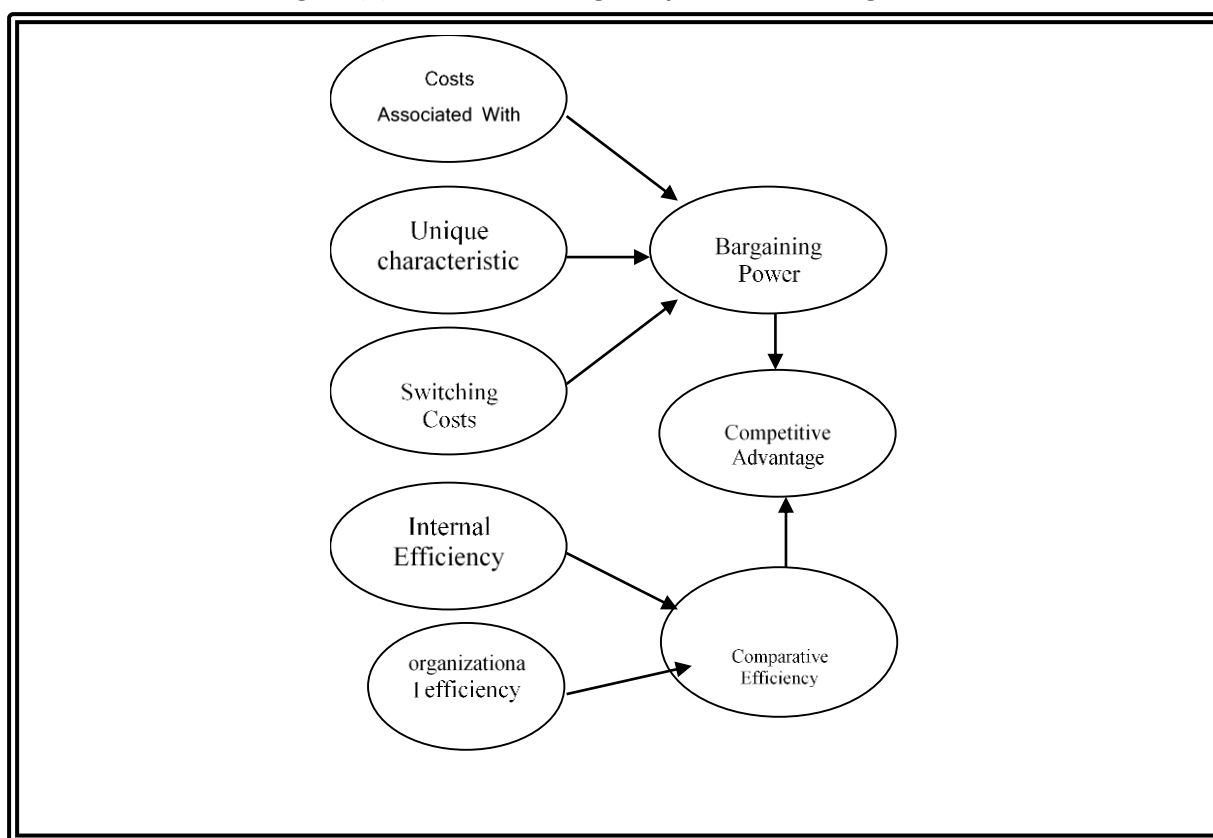 Costs
Associated With
Unique
characteristic
Bargaining
Power
Switching
Costs
Competitive
Advantage
Internal
Efficiency
organizationa
l efficiency
Comparative
Efficiency